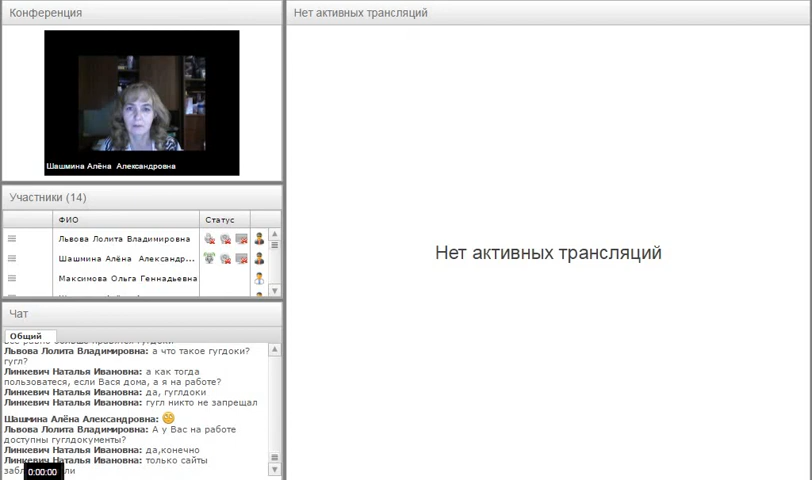 Конференция
Шашмина Алёна Александровна
Участники (14)
ФИО Статус
Львова Лолита Владимировна
Шашмина Алёна Александр...
Максимова Ольга Геннадьевна
Чат
Общий
Львова Лолита Владимировна: а что такое гугдоки?
гугл?
Линкевич Наталья Ивановна: а как тогда
пользоватеся, если Вася дома, а я на работе?
Линкевич Наталья Ивановна: да, гуглдоки
Линкевич Наталья Ивановна: гугл никто не запрещал
Шашмина Алёна Александровна:
Львова Лолита Владимировна: А у Вас на работе
доступны гуглдокументы?
Линкевич Наталья Ивановна: да,конечно
Линкевич Наталья Ивановна: только сайты
0:00:00
Нет активных трансляций
Нет активных трансляций